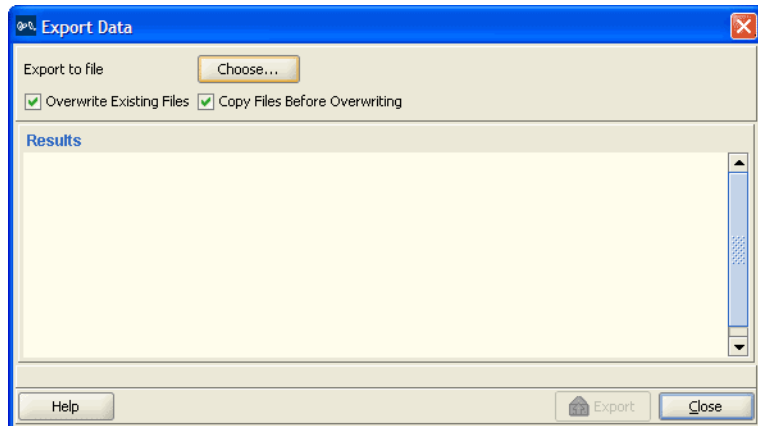 Export Data
Export to file Choose...
Overwrite Existing Files Copy Files Before Overwriting
Results
Help Export Close